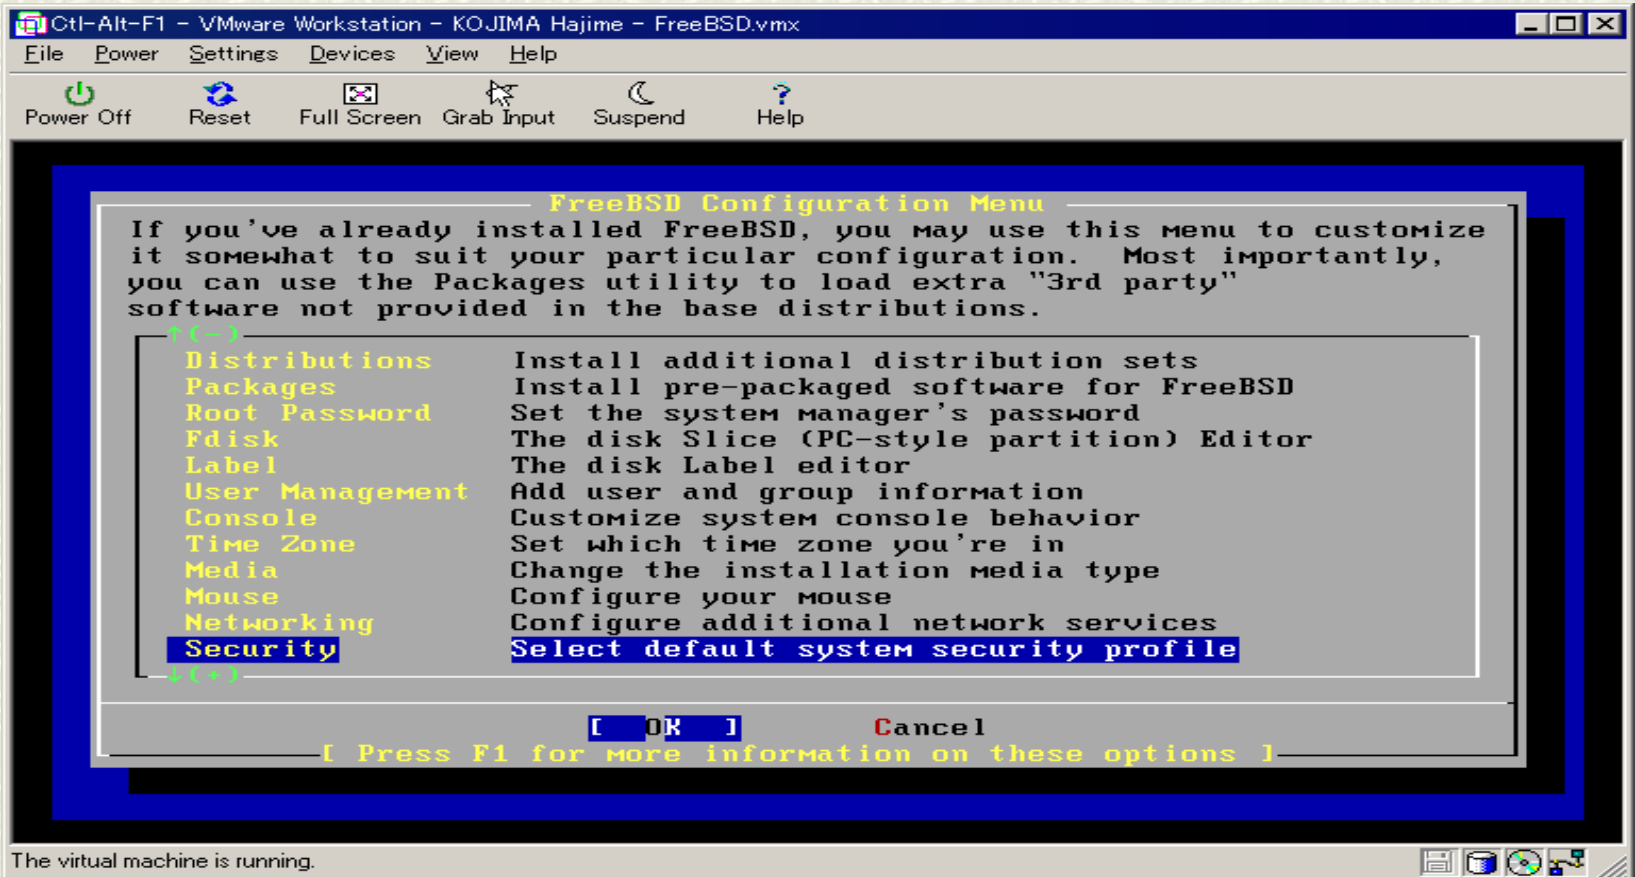 Ctl-Alt-F1 - VMware Workstation - KOJIMA Hajime - FreeBSD.vmx
File Power Settings Devices View Help
Power Off Reset Full Screen Grab Input Suspend Help
FreeBSD Configuration Menu
If you've already installed FreeBSD, you may use this menu to customize
it somewhat to suit your particular configuration. Most importantly,
you can use the Packages utility to load extra "3rd party"
software not provided in the base distributions.
↑(-)
Distributions Install additional distribution sets
Packages Install pre-packaged software for FreeBSD
Root Password Set the system manager's password
Fdisk The disk Slice (PC-style partition) Editor
Label The disk Label editor
User Management Add user and group information
Console Customize system console behavior
Time Zone Set which time zone you're in
Media Change the installation media type
Mouse Configure your mouse
Networking Configure additional network services
Security Select default system security profile
↓(+)
[ OK ] Cancel
[ Press F1 for more information on these options ]
The virtual machine is running.